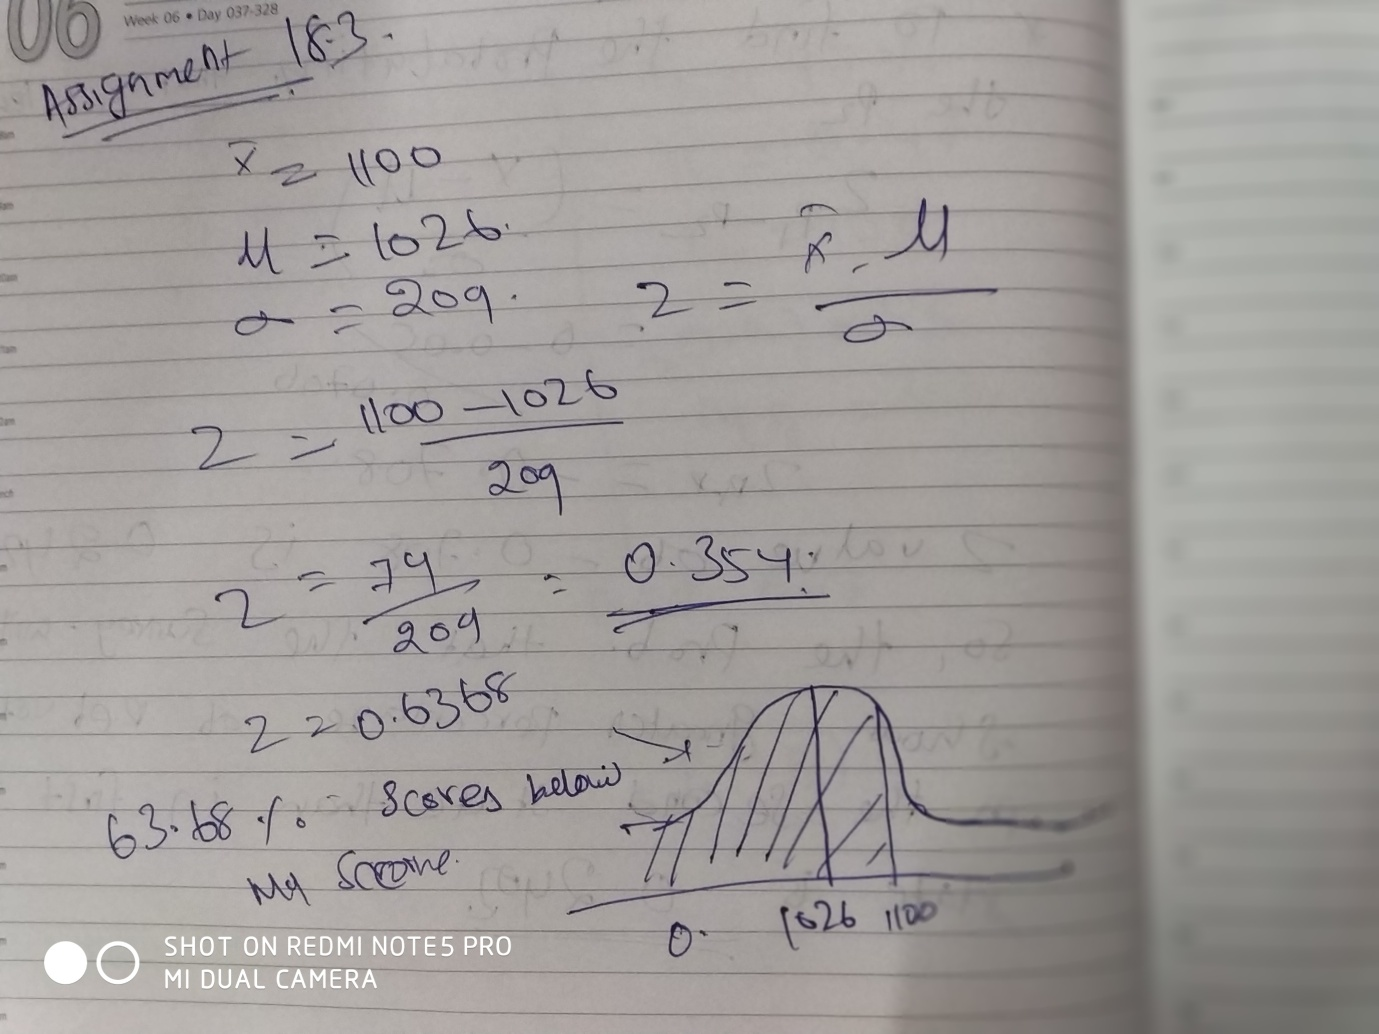 06
Week 06 • Day 037-328
Assignment 18.3.
x̄ = 1100
μ = 1026.
σ = 209.
z = x̄ - μ / σ
z = 1100 - 1026 / 209
z = 74 / 209 = 0.354.
z = 0.6368
63.68 % Scores below
My Score.
0. 1026 1100
SHOT ON REDMI NOTE5 PRO
MI DUAL CAMERA